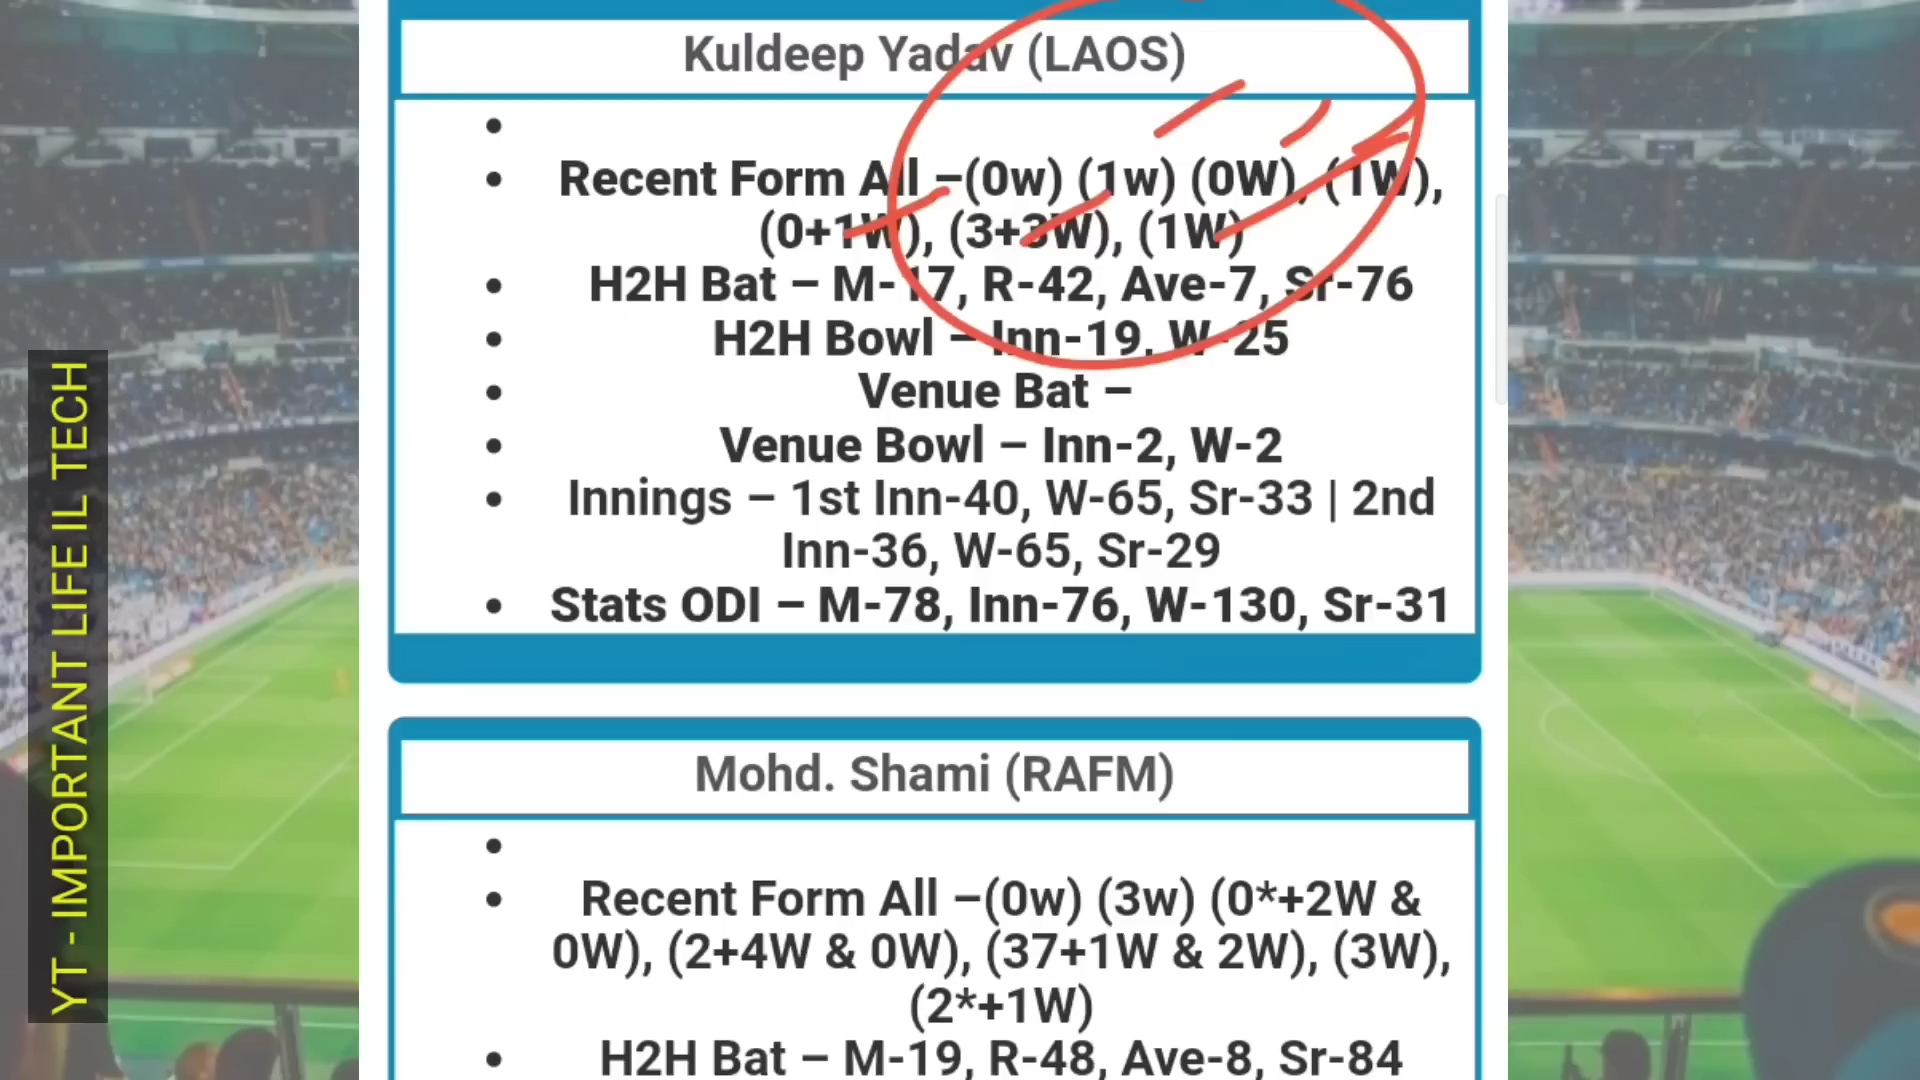 Kuldeep Yadav (LAOS)
Recent Form All –(0w) (1w) (0W), (1W),
(0+1W), (3+3W), (1W)
H2H Bat – M-17, R-42, Ave-7, Sr-76
H2H Bowl – Inn-19, W-25
Venue Bat –
Venue Bowl – Inn-2, W-2
Innings – 1st Inn-40, W-65, Sr-33 | 2nd
Inn-36, W-65, Sr-29
Stats ODI – M-78, Inn-76, W-130, Sr-31
Mohd. Shami (RAFM)
Recent Form All –(0w) (3w) (0*+2W &
0W), (2+4W & 0W), (37+1W & 2W), (3W),
(2*+1W)
H2H Bat – M-19, R-48, Ave-8, Sr-84
YT - IMPORTANT LIFE IL TECH